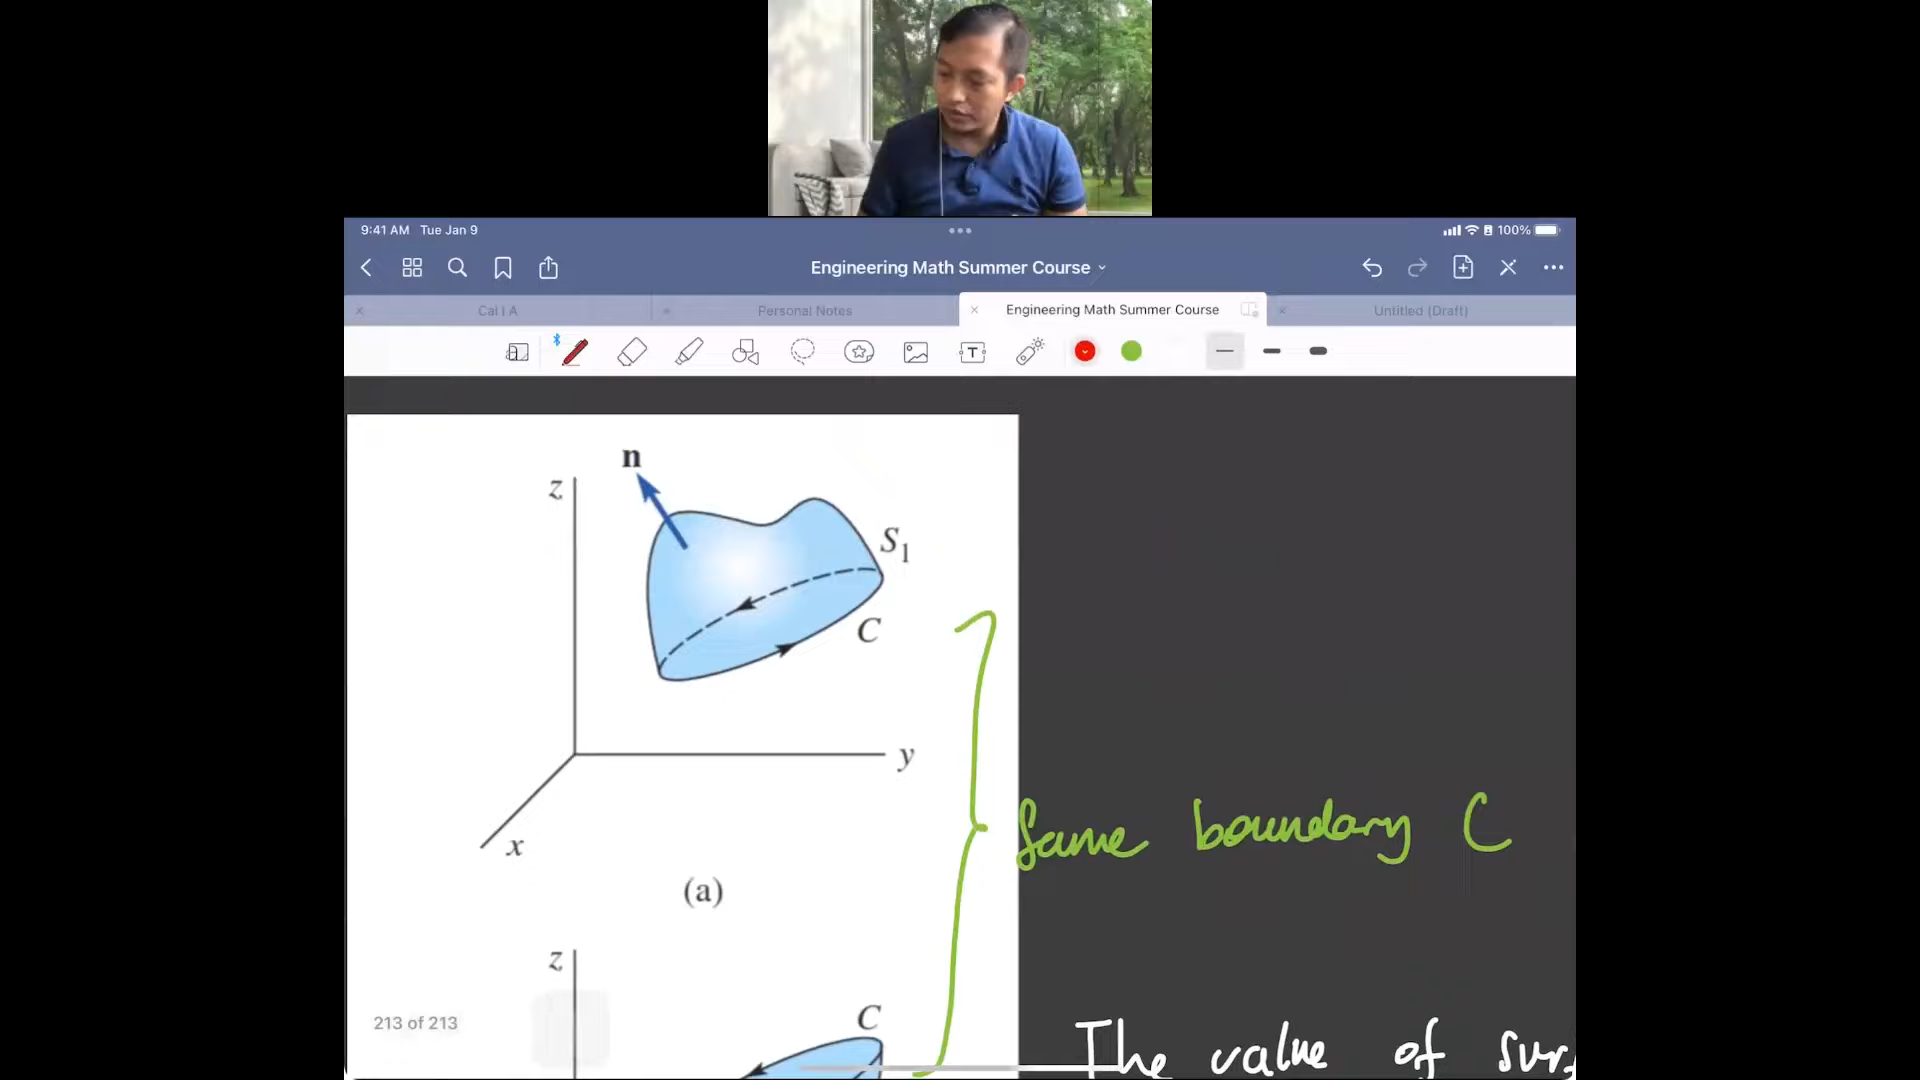 9:41 AM Tue Jan 9
100%
Engineering Math Summer Course
Cal I A
Personal Notes
Engineering Math Summer Course
Untitled (Draft)
T
n
z
S1
C
y
x
(a)
Same boundary C
z
C
213 of 213
The value of sur